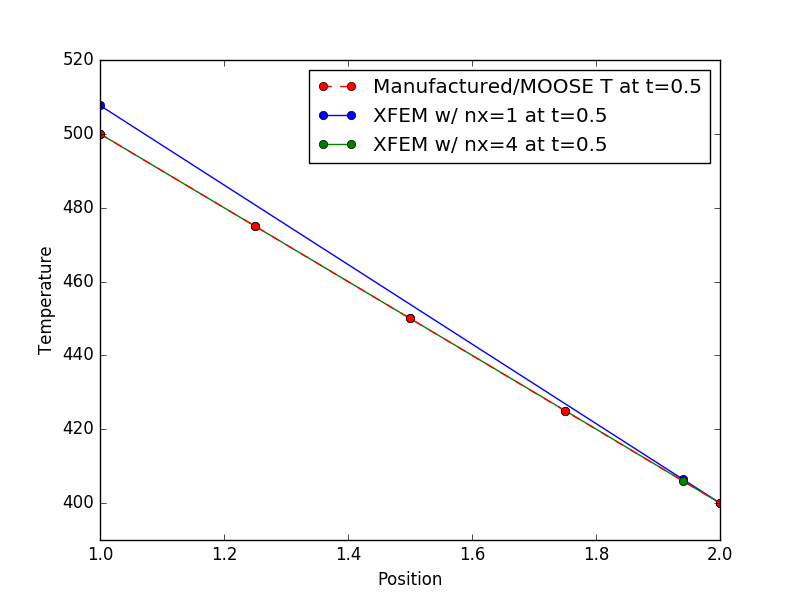 520
500
480
460
440
420
400
Temperature
Manufactured/MOOSE T at t=0.5
XFEM w/ nx=1 at t=0.5
XFEM w/ nx=4 at t=0.5
1.0 1.2 1.4 1.6 1.8 2.0
Position